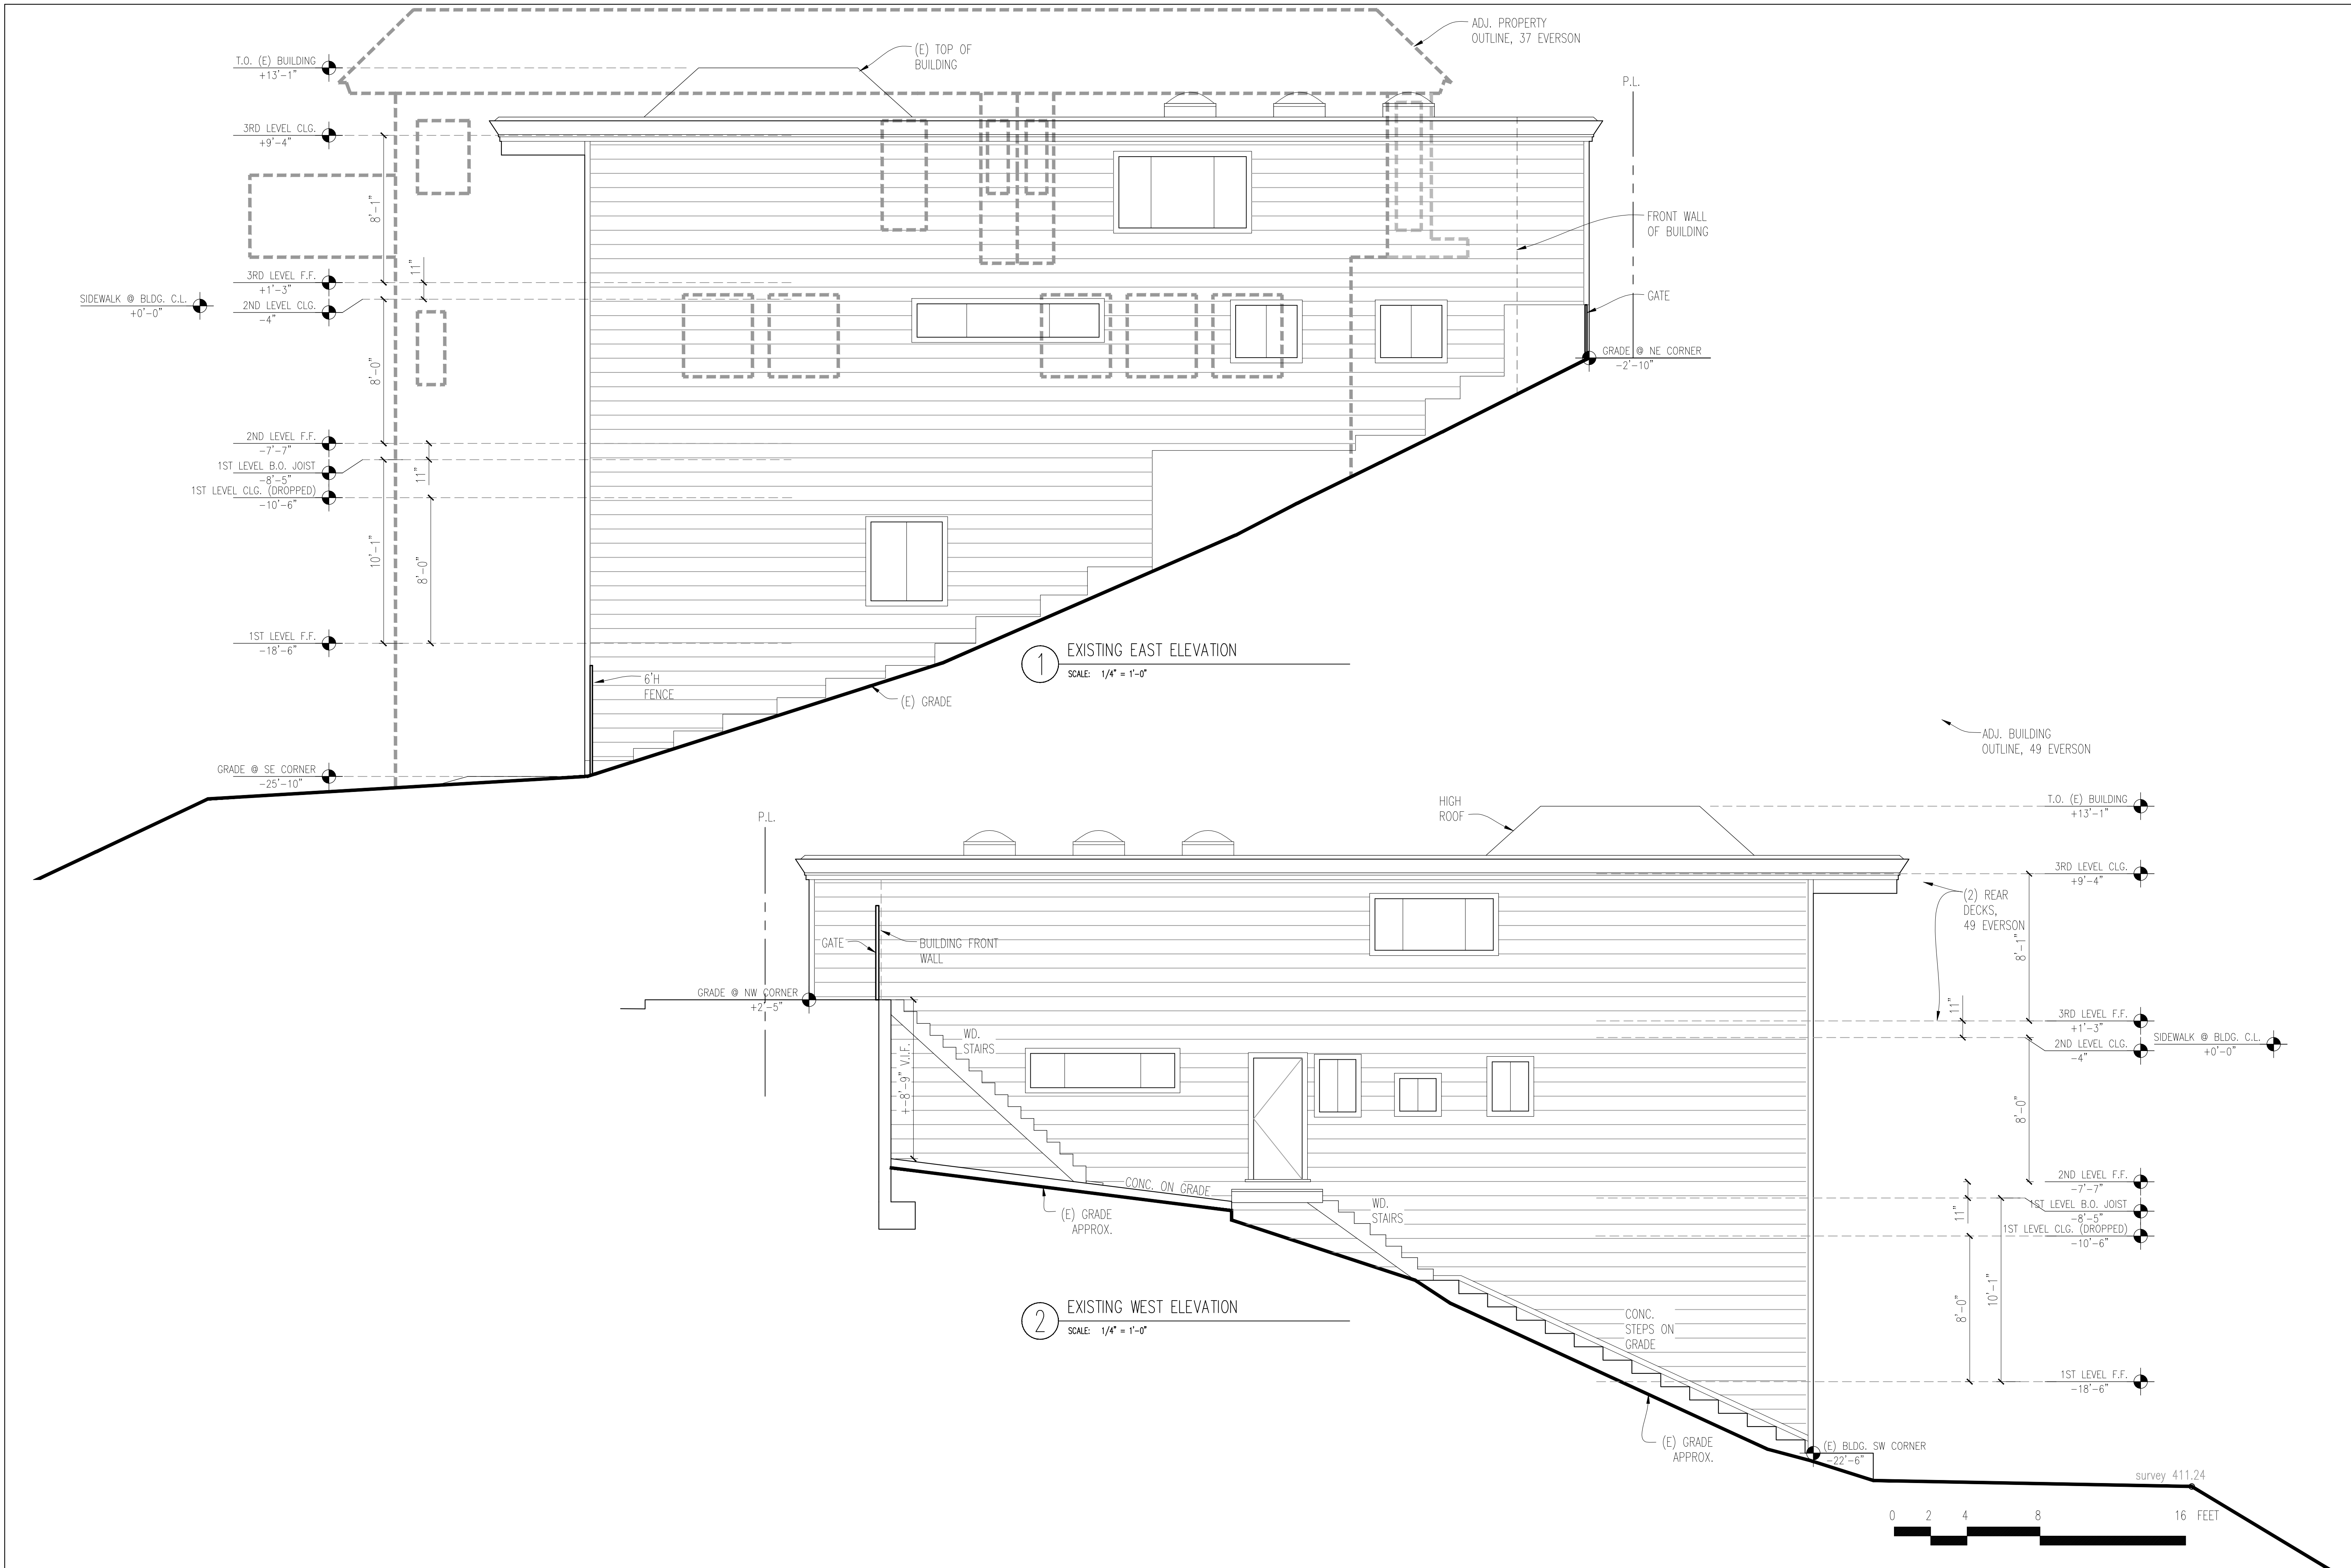 ADJ. PROPERTY
OUTLINE, 37 EVERSON
(E) TOP OF
BUILDING
T.O. (E) BUILDING
+13'-1"
P.L.
3RD LEVEL CLG.
+9'-4"
8'-1"
FRONT WALL
OF BUILDING
11"
3RD LEVEL F.F.
+1'-3"
SIDEWALK @ BLDG. C.L.
+0'-0"
2ND LEVEL CLG.
-4"
GATE
GRADE @ NE CORNER
-2'-10"
8'-0"
2ND LEVEL F.F.
-7'-7"
1ST LEVEL B.O. JOIST
-8'-5"
11"
1ST LEVEL CLG. (DROPPED)
-10'-6"
10'-1"
8'-0"
1ST LEVEL F.F.
-18'-6"
6'H
FENCE
(E) GRADE
1
EXISTING EAST ELEVATION
SCALE: 1/4" = 1'-0"
GRADE @ SE CORNER
-25'-10"
ADJ. BUILDING
OUTLINE, 49 EVERSON
HIGH
ROOF
T.O. (E) BUILDING
+13'-1"
P.L.
3RD LEVEL CLG.
+9'-4"
(2) REAR
DECKS,
49 EVERSON
8'-1"
GATE
BUILDING FRONT
WALL
GRADE @ NW CORNER
+2'-5"
11"
3RD LEVEL F.F.
+1'-3"
2ND LEVEL CLG.
-4"
SIDEWALK @ BLDG. C.L.
+0'-0"
WD.
STAIRS
+-8'-9" V.I.F.
8'-0"
2ND LEVEL F.F.
-7'-7"
CONC. ON GRADE
WD.
STAIRS
11"
1ST LEVEL B.O. JOIST
-8'-5"
1ST LEVEL CLG. (DROPPED)
-10'-6"
(E) GRADE
APPROX.
10'-1"
8'-0"
2
EXISTING WEST ELEVATION
SCALE: 1/4" = 1'-0"
CONC.
STEPS ON
GRADE
1ST LEVEL F.F.
-18'-6"
(E) GRADE
APPROX.
(E) BLDG. SW CORNER
-22'-6"
survey 411.24
0 2 4 8 16 FEET